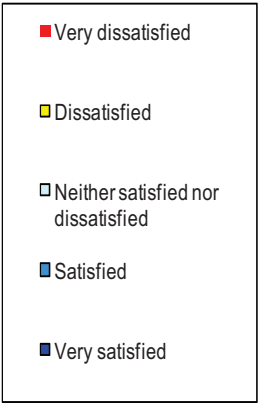 Very dissatisfied
Dissatisfied
Neither satisfied nor
dissatisfied
Satisfied
Very satisfied